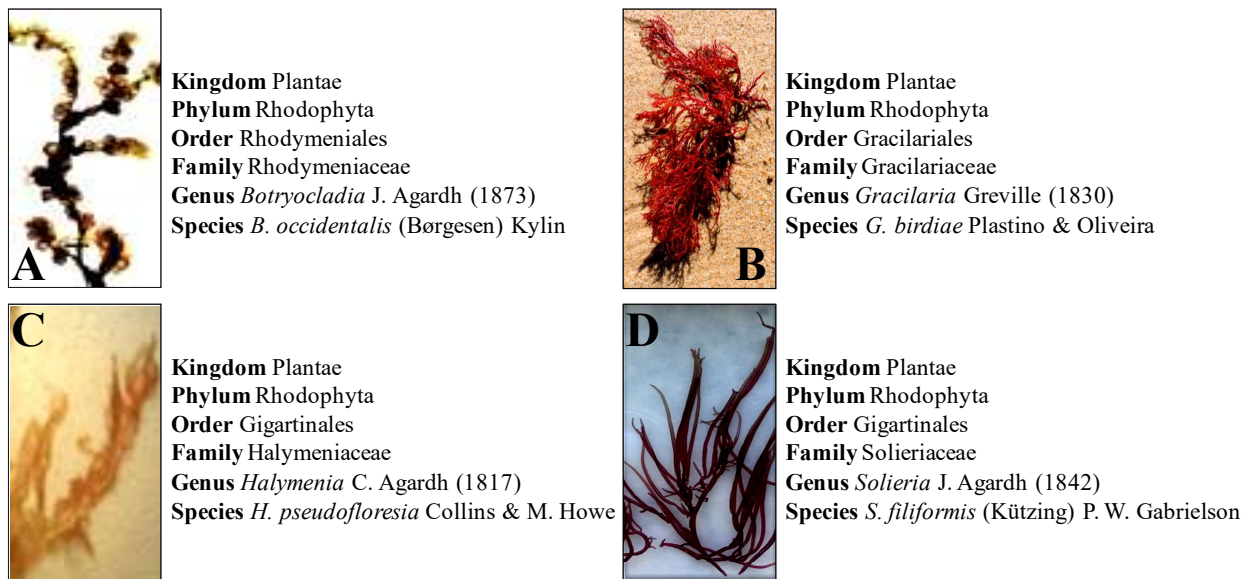 A
Kingdom Plantae
Phylum Rhodophyta
Order Rhodymeniales
Family Rhodymeniaceae
Genus Botryocladia J. Agardh (1873)
Species B. occidentalis (Børgesen) Kylin
B
Kingdom Plantae
Phylum Rhodophyta
Order Gracilariales
Family Gracilariaceae
Genus Gracilaria Greville (1830)
Species G. birdiae Plastino & Oliveira
C
Kingdom Plantae
Phylum Rhodophyta
Order Gigartinales
Family Halymeniaceae
Genus Halymenia C. Agardh (1817)
Species H. pseudofloresia Collins & M. Howe
D
Kingdom Plantae
Phylum Rhodophyta
Order Gigartinales
Family Solieriaceae
Genus Solieria J. Agardh (1842)
Species S. filiformis (Kützing) P. W. Gabrielson